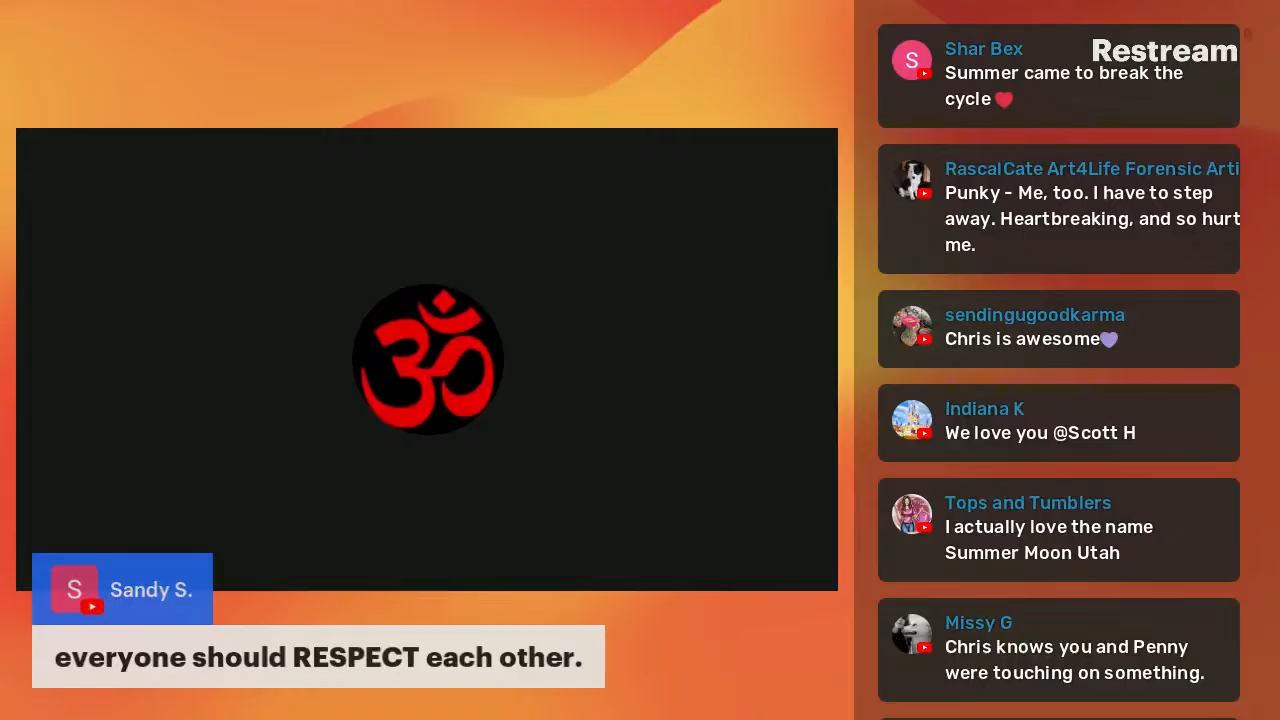 Restream
Shar Bex
Summer came to break the
cycle
RascalCate Art4Life Forensic Arti
Punky - Me, too. I have to step
away. Heartbreaking, and so hurt
me.
sendingugoodkarma
Chris is awesome
Indiana K
We love you @Scott H
Tops and Tumblers
I actually love the name
Summer Moon Utah
Missy G
Chris knows you and Penny
were touching on something.
ॐ
S
Sandy S.
everyone should RESPECT each other.
S